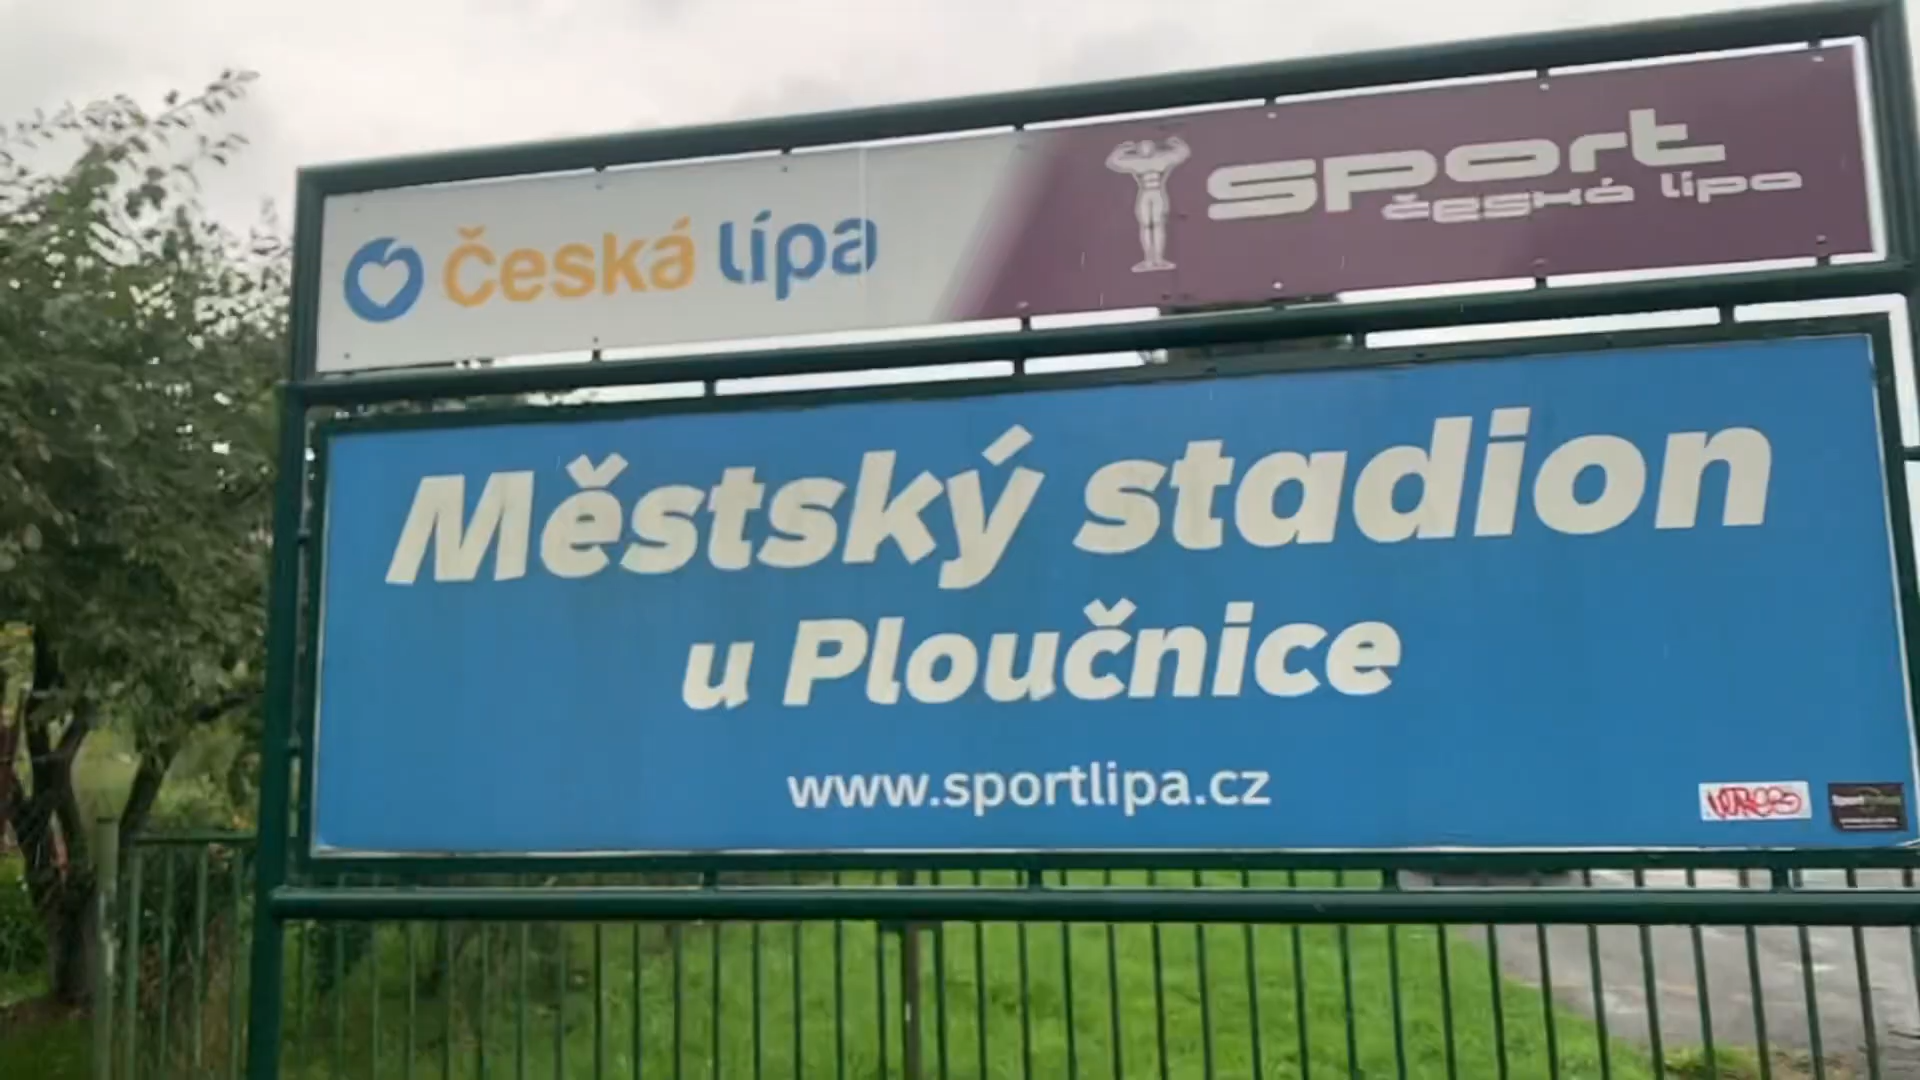 Česká lípa
sport
česká lípa
Městský stadion
u Ploučnice
www.sportlipa.cz